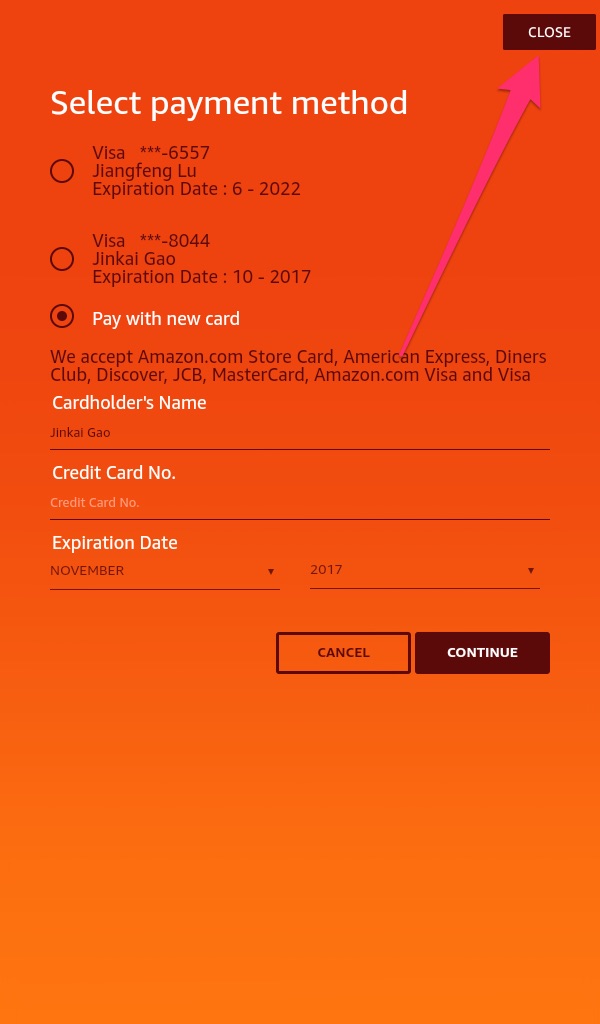 CLOSE
Select payment method
Visa ***-6557
Jiangfeng Lu
Expiration Date : 6 - 2022
Visa ***-8044
Jinkai Gao
Expiration Date : 10 - 2017
Pay with new card
We accept Amazon.com Store Card, American Express, Diners
Club, Discover, JCB, MasterCard, Amazon.com Visa and Visa
Cardholder's Name
Jinkai Gao
Credit Card No.
Credit Card No.
Expiration Date
NOVEMBER 2017
CANCEL CONTINUE